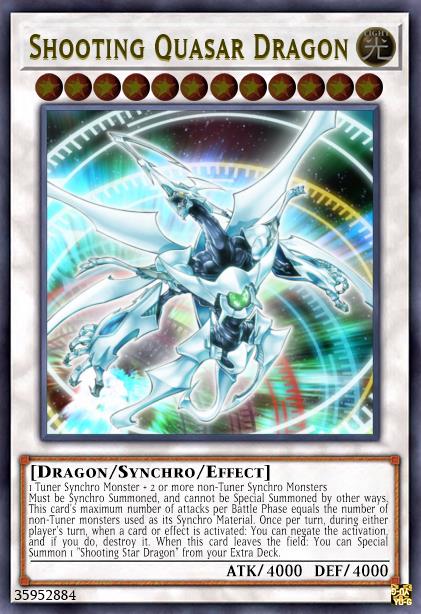 SHOOTING QUASAR DRAGON
LIGHT
光
[DRAGON/SYNCHRO/EFFECT]
1 Tuner Synchro Monster + 2 or more non-Tuner Synchro Monsters
Must be Synchro Summoned, and cannot be Special Summoned by other ways.
This card's maximum number of attacks per Battle Phase equals the number of
non-Tuner monsters used as its Synchro Material. Once per turn, during either
player's turn, when a card or effect is activated: You can negate the activation,
and if you do, destroy it. When this card leaves the field: You can Special
Summon 1 "Shooting Star Dragon" from your Extra Deck.
ATK/4000 DEF/4000
35952884